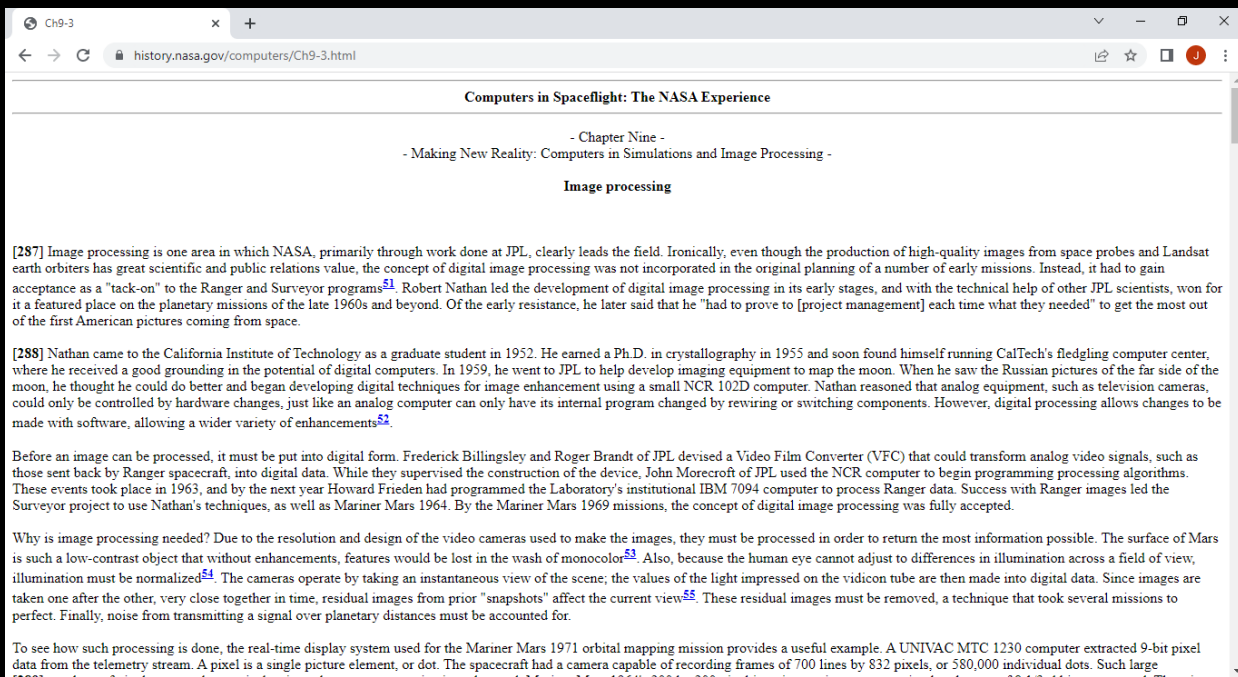 Ch9-3
history.nasa.gov/computers/Ch9-3.html
J
Computers in Spaceflight: The NASA Experience
- Chapter Nine -
- Making New Reality: Computers in Simulations and Image Processing -
Image processing
[287] Image processing is one area in which NASA, primarily through work done at JPL, clearly leads the field. Ironically, even though the production of high-quality images from space probes and Landsat
earth orbiters has great scientific and public relations value, the concept of digital image processing was not incorporated in the original planning of a number of early missions. Instead, it had to gain
acceptance as a "tack-on" to the Ranger and Surveyor programs51. Robert Nathan led the development of digital image processing in its early stages, and with the technical help of other JPL scientists, won for
it a featured place on the planetary missions of the late 1960s and beyond. Of the early resistance, he later said that he "had to prove to [project management] each time what they needed" to get the most out
of the first American pictures coming from space.
[288] Nathan came to the California Institute of Technology as a graduate student in 1952. He earned a Ph.D. in crystallography in 1955 and soon found himself running CalTech's fledgling computer center,
where he received a good grounding in the potential of digital computers. In 1959, he went to JPL to help develop imaging equipment to map the moon. When he saw the Russian pictures of the far side of the
moon, he thought he could do better and began developing digital techniques for image enhancement using a small NCR 102D computer. Nathan reasoned that analog equipment, such as television cameras,
could only be controlled by hardware changes, just like an analog computer can only have its internal program changed by rewiring or switching components. However, digital processing allows changes to be
made with software, allowing a wider variety of enhancements52.
Before an image can be processed, it must be put into digital form. Frederick Billingsley and Roger Brandt of JPL devised a Video Film Converter (VFC) that could transform analog video signals, such as
those sent back by Ranger spacecraft, into digital data. While they supervised the construction of the device, John Morecroft of JPL used the NCR computer to begin programming processing algorithms.
These events took place in 1963, and by the next year Howard Frieden had programmed the Laboratory's institutional IBM 7094 computer to process Ranger data. Success with Ranger images led the
Surveyor project to use Nathan's techniques, as well as Mariner Mars 1964. By the Mariner Mars 1969 missions, the concept of digital image processing was fully accepted.
Why is image processing needed? Due to the resolution and design of the video cameras used to make the images, they must be processed in order to return the most information possible. The surface of Mars
is such a low-contrast object that without enhancements, features would be lost in the wash of monocolor53. Also, because the human eye cannot adjust to differences in illumination across a field of view,
illumination must be normalized54. The cameras operate by taking an instantaneous view of the scene; the values of the light impressed on the vidicon tube are then made into digital data. Since images are
taken one after the other, very close together in time, residual images from prior "snapshots" affect the current view55. These residual images must be removed, a technique that took several missions to
perfect. Finally, noise from transmitting a signal over planetary distances must be accounted for.
To see how such processing is done, the real-time display system used for the Mariner Mars 1971 orbital mapping mission provides a useful example. A UNIVAC MTC 1230 computer extracted 9-bit pixel
data from the telemetry stream. A pixel is a single picture element, or dot. The spacecraft had a camera capable of recording frames of 700 lines by 832 pixels, or 580,000 individual dots. Such large